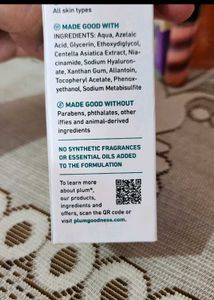 All skin types
MADE GOOD WITH
INGREDIENTS: Aqua, Azelaic
Acid, Glycerin, Ethoxydiglycol,
Centella Asiatica Extract, Nia-
cinamide, Sodium Hyaluron-
ate, Xanthan Gum, Allantoin,
Tocopheryl Acetate, Phenox-
yethanol, Sodium Metabisulfite
MADE GOOD WITHOUT
Parabens, phthalates, other
iffies and animal-derived
ingredients
NO SYNTHETIC FRAGRANCES
OR ESSENTIAL OILS ADDED
TO THE FORMULATION
To learn more
about plum®,
our products,
ingredients and
offers, scan the QR code or
visit plumgoodness.com.